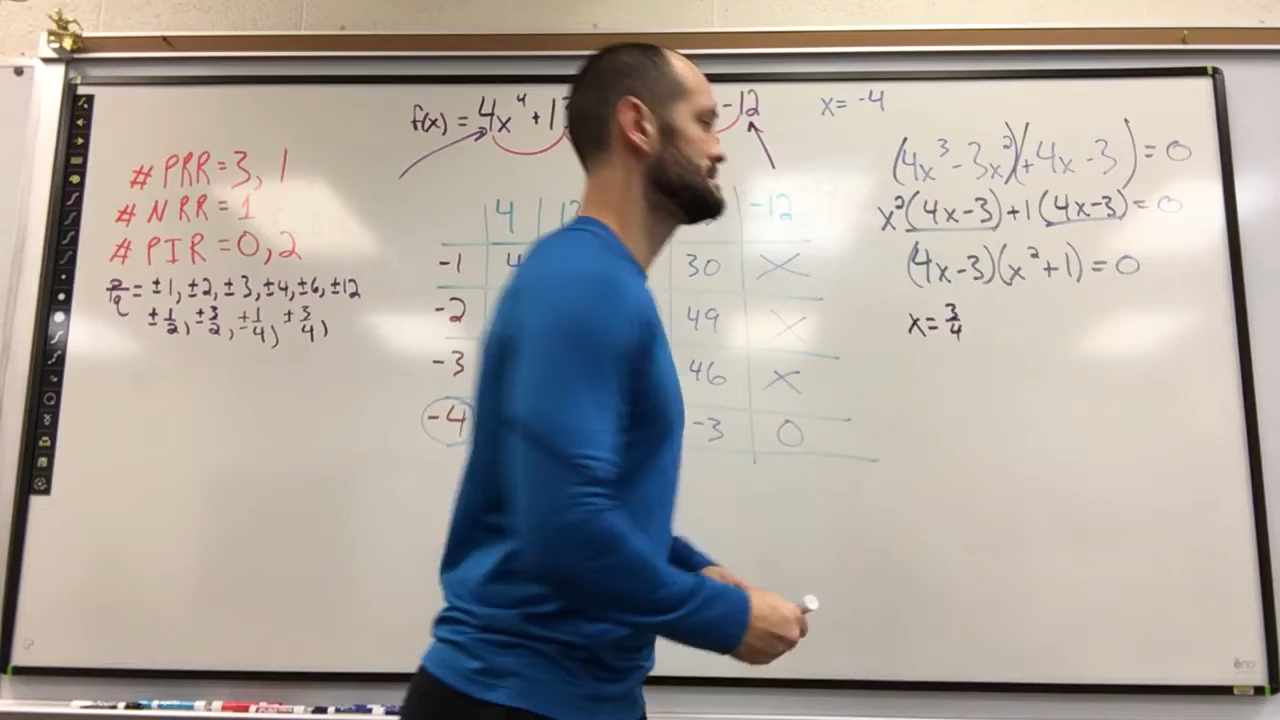 f(x) = 4x⁴ + 1 -12
x = -4
# PRR = 3, 1
# NRR = 1
# PIR = 0, 2
p/q = ±1, ±2, ±3, ±4, ±6, ±12
±1/2, ±3/2, ±1/4, ±3/4
4 -12
-1 4 30 X
-2 49 X
-3 46 X
-4 -3 0
(4x³ - 3x²)(+4x - 3) = 0
x²(4x-3) + 1(4x-3) = 0
(4x-3)(x²+1) = 0
x = 3/4
eno